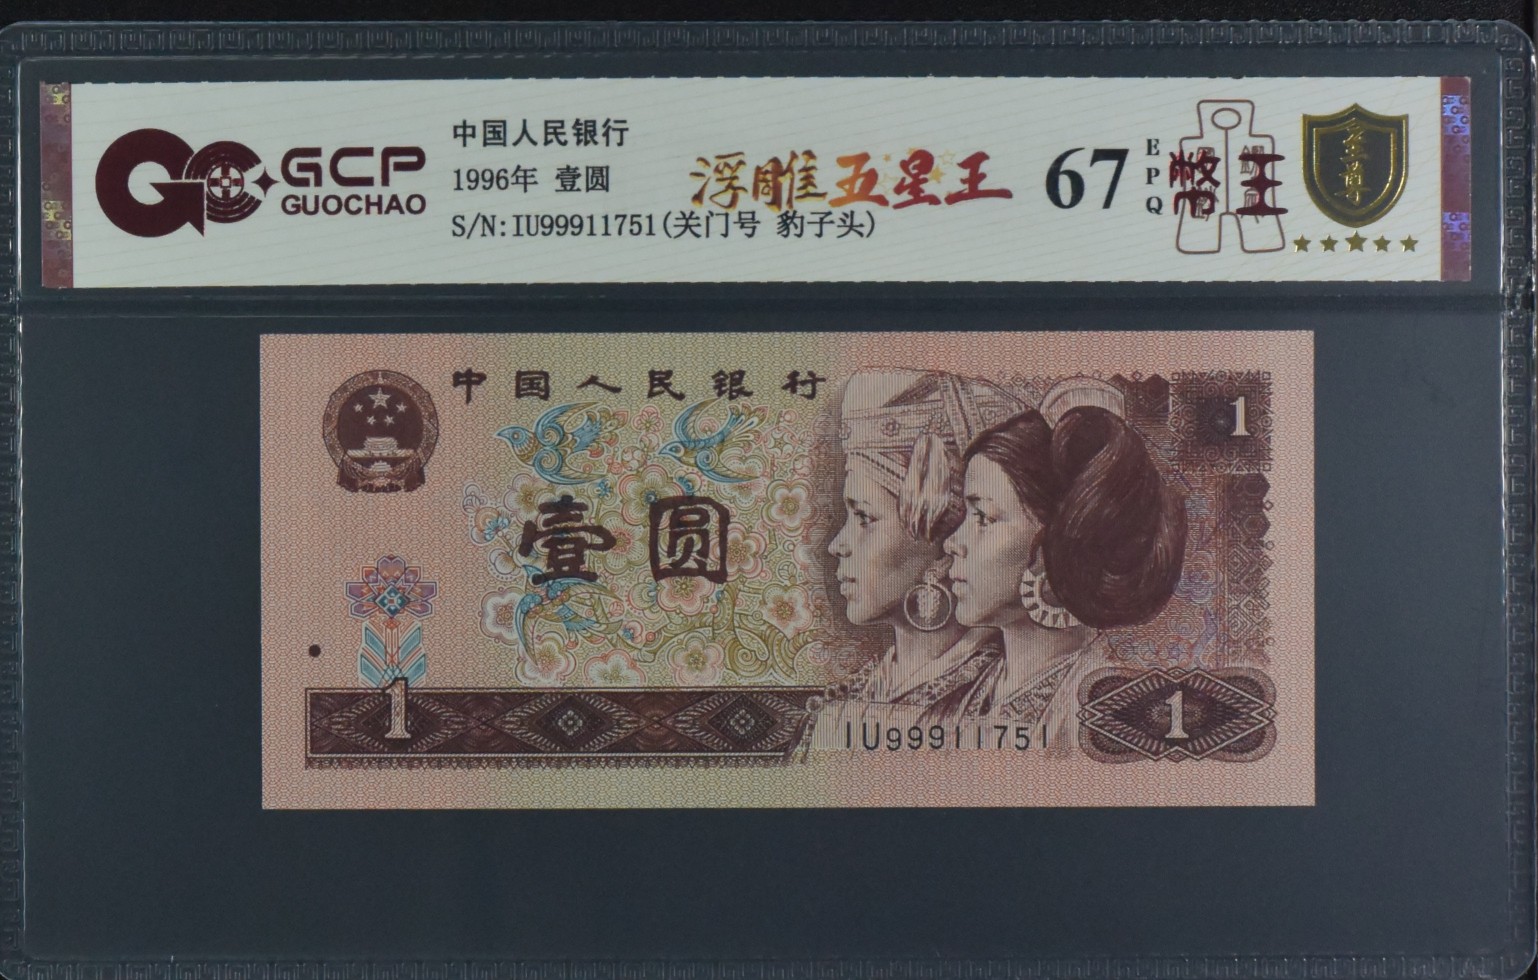 GCP
GUOCHAO
中国人民银行
1996年 壹圆
S/N:IU99911751(关门号 豹子头)
浮雕五星王
67
EPQ
至尊
中国人民银行
1
壹圆
1
IU99911751
1